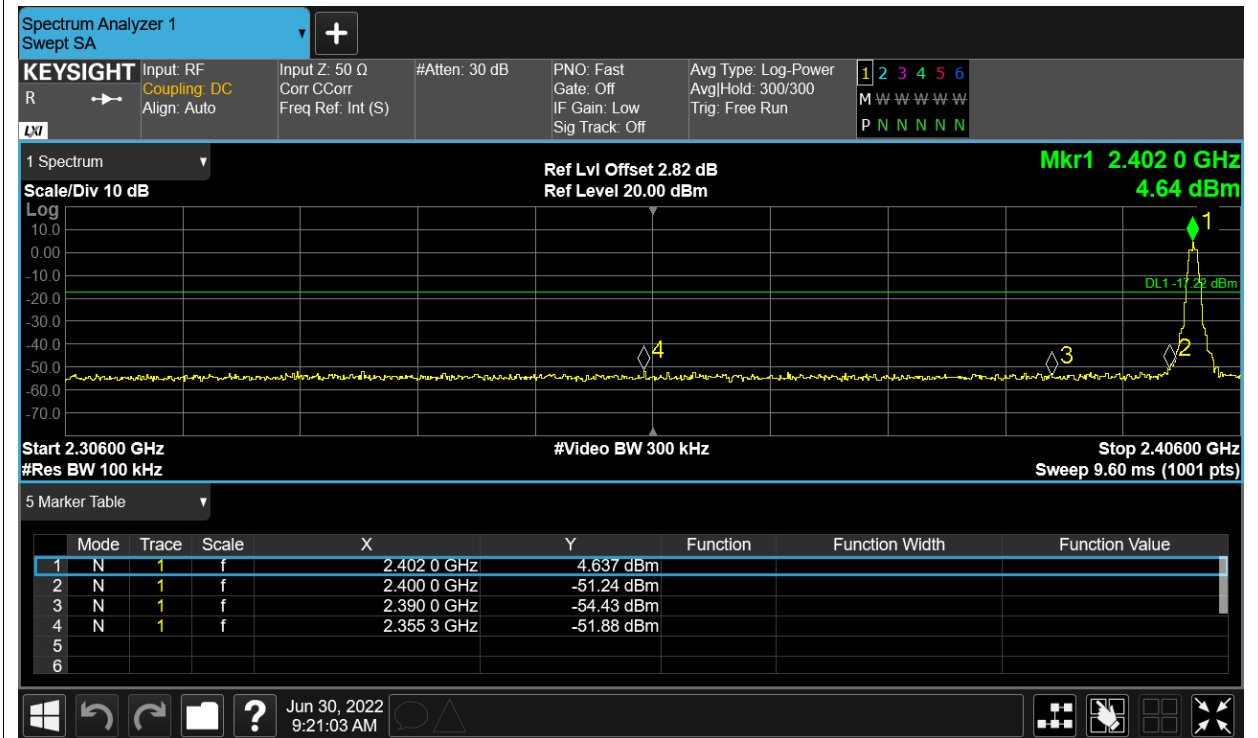 Spectrum Analyzer 1
Swept SA
KEYSIGHT
R
LXI
Input: RF
Coupling: DC
Align: Auto
Input Z: 50 Ω
Corr CCorr
Freq Ref: Int (S)
#Atten: 30 dB
PNO: Fast
Gate: Off
IF Gain: Low
Sig Track: Off
Avg Type: Log-Power
Avg|Hold: 300/300
Trig: Free Run
1 2 3 4 5 6
M W W W W W
P N N N N N
1 Spectrum
Scale/Div 10 dB
Ref Lvl Offset 2.82 dB
Ref Level 20.00 dBm
Mkr1 2.402 0 GHz
4.64 dBm
Log
10.0
0.00
-10.0
-20.0
-30.0
-40.0
-50.0
-60.0
-70.0
1
DL1 -17.22 dBm
4
3
2
Start 2.30600 GHz
#Video BW 300 kHz
Stop 2.40600 GHz
#Res BW 100 kHz
Sweep 9.60 ms (1001 pts)
5 Marker Table
Mode Trace Scale X Y Function Function Width Function Value
1 N 1 f 2.402 0 GHz 4.637 dBm
2 N 1 f 2.400 0 GHz -51.24 dBm
3 N 1 f 2.390 0 GHz -54.43 dBm
4 N 1 f 2.355 3 GHz -51.88 dBm
5
6
?
Jun 30, 2022
9:21:03 AM